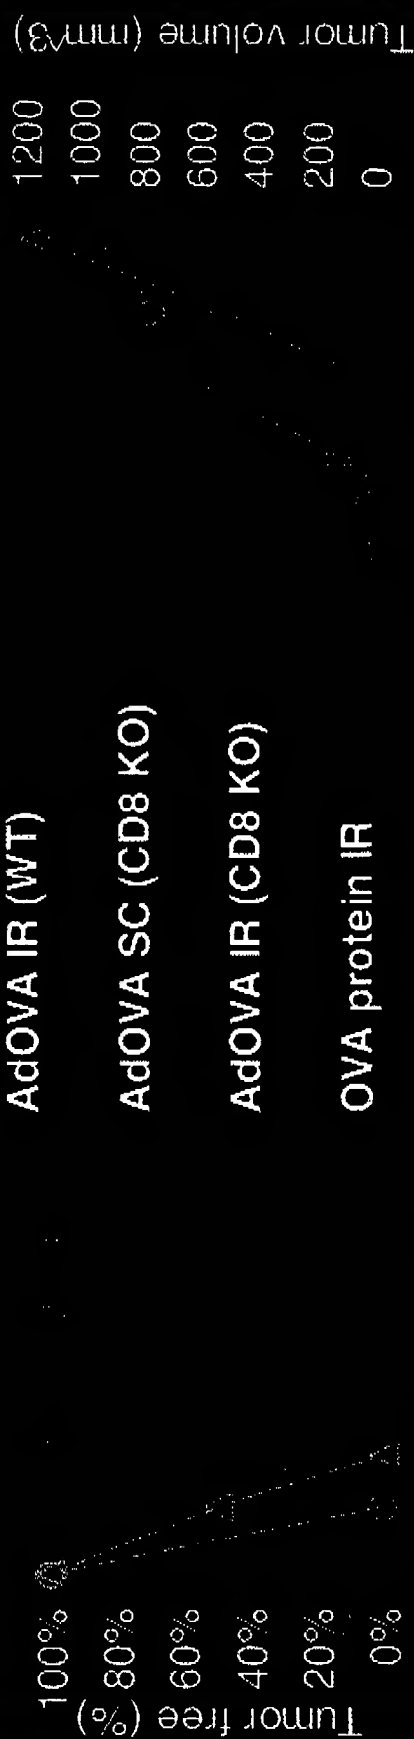 Tumor free (%)
100%
80%
60%
40%
20%
0%
AdOVA IR (WT)
AdOVA SC (CD8 KO)
AdOVA IR (CD8 KO)
OVA protein IR
1200
1000
800
600
400
200
0
Tumor volume (mm^3)